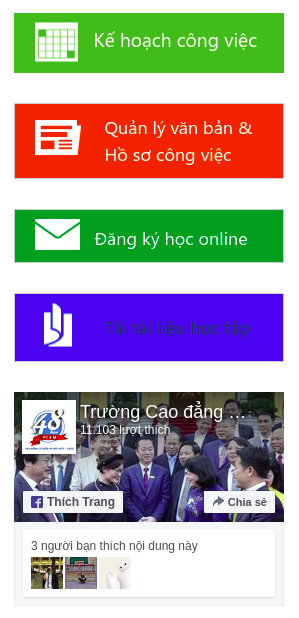 Kế hoạch công việc
Quản lý văn bản &
Hồ sơ công việc
Đăng ký học online
Tải tài liệu học tập
48
Trường Cao đẳng ...
11.103 lượt thích
Thích Trang
Chia sẻ
3 người bạn thích nội dung này